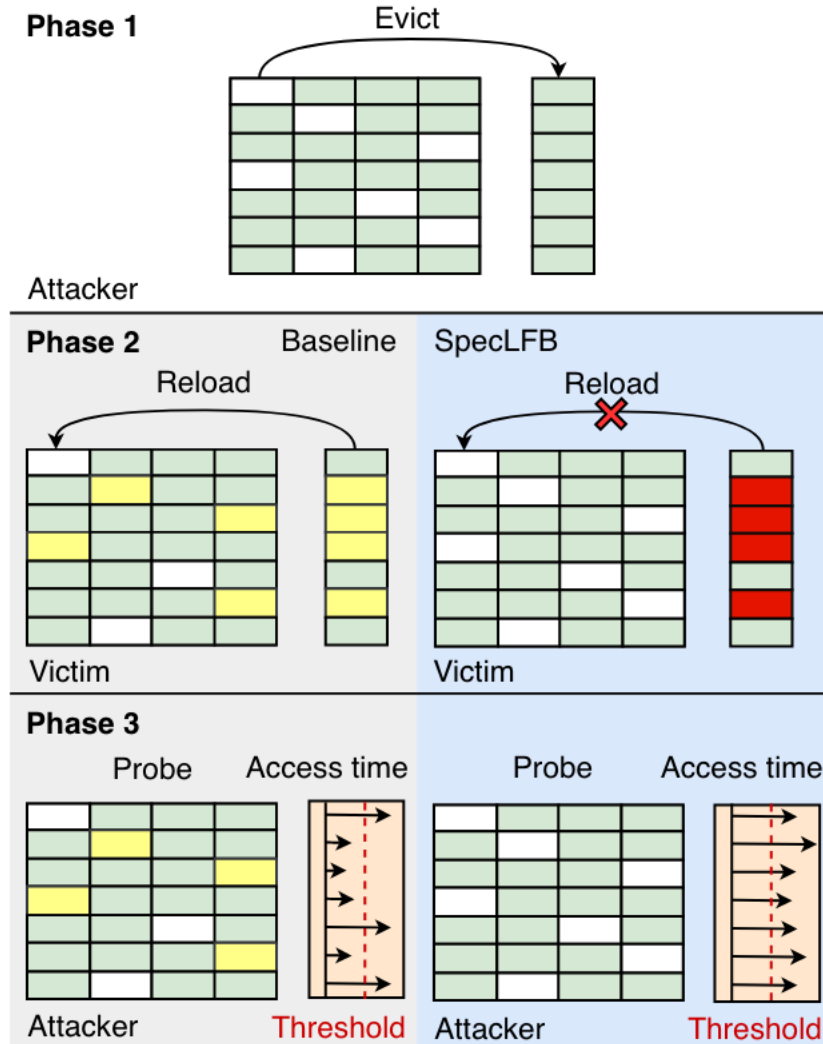 Phase 1
Evict
Attacker
Phase 2
Baseline
SpecLFB
Reload
Reload
Victim
Victim
Phase 3
Probe
Access time
Probe
Access time
Attacker
Threshold
Attacker
Threshold